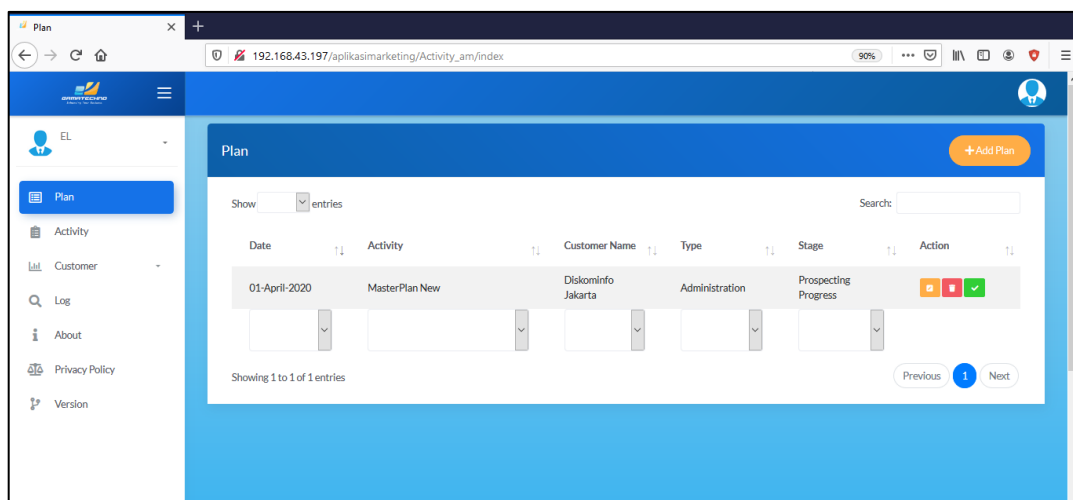 Plan
192.168.43.197/aplikasimarketing/Activity_am/index
90%
GAMATECHNO
EL
Plan
+ Add Plan
Plan
Activity
Customer
Log
About
Privacy Policy
Version
Show entries
Search:
Date Activity Customer Name Type Stage Action
01-April-2020 MasterPlan New Diskominfo Administration Prospecting
Jakarta Progress
Showing 1 to 1 of 1 entries
Previous 1 Next